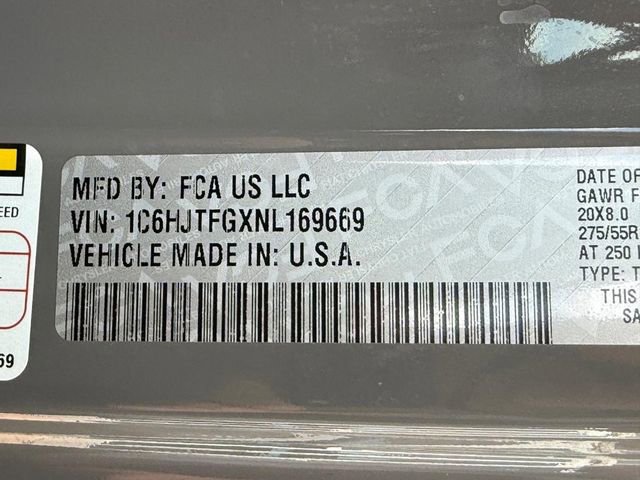 MFD BY: FCA US LLC
VIN: 1C6HJTFGXNL169669
VEHICLE MADE IN: U.S.A.
EED
69
DATE OF
GAWR F
20X8.0
275/55R
AT 250
TYPE: T
THIS
SA